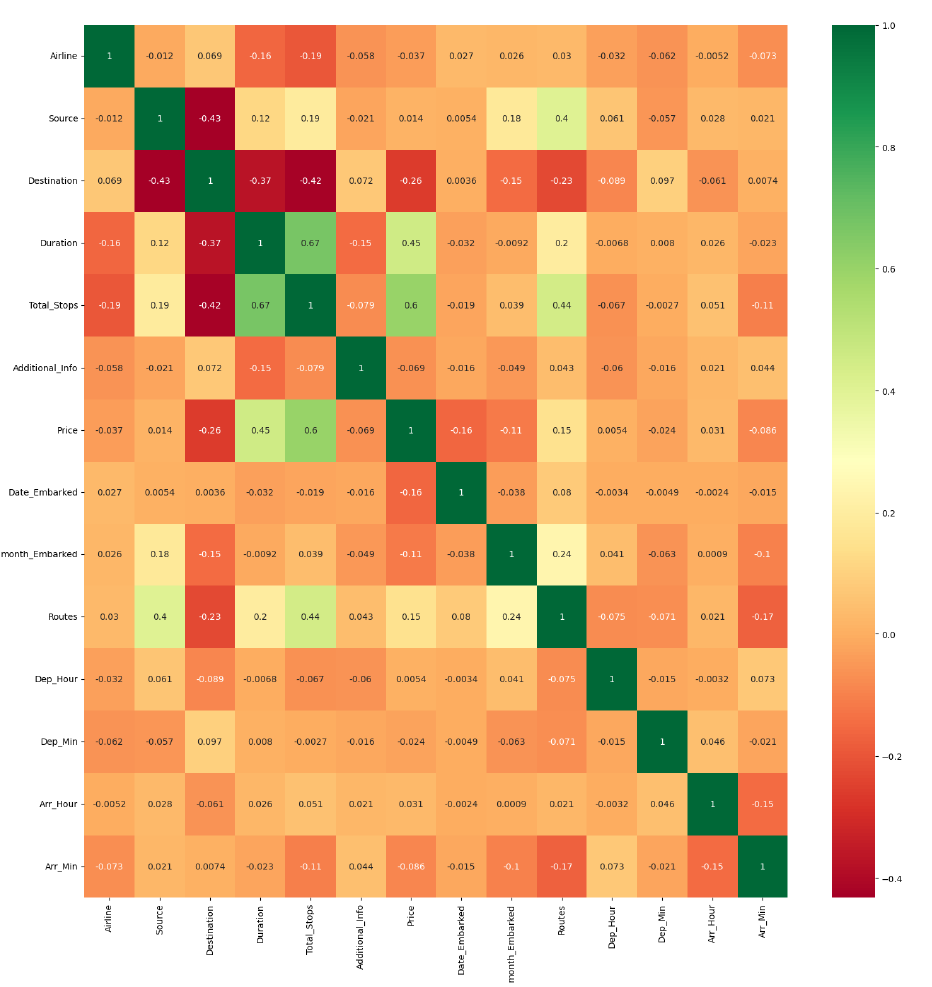 Airline 1 -0.012 0.069 -0.16 -0.19 -0.058 -0.037 0.027 0.026 0.03 -0.032 -0.062 -0.0052 -0.073
Source -0.012 1 -0.43 0.12 0.19 -0.021 0.014 0.0054 0.18 0.4 0.061 -0.057 0.028 0.021
Destination 0.069 -0.43 1 -0.37 -0.42 0.072 -0.26 0.0036 -0.15 -0.23 -0.089 0.097 -0.061 0.0074
Duration -0.16 0.12 -0.37 1 0.67 -0.15 0.45 -0.032 -0.0092 0.2 -0.0068 0.008 0.026 -0.023
Total_Stops -0.19 0.19 -0.42 0.67 1 -0.079 0.6 -0.019 0.039 0.44 -0.067 -0.0027 0.051 -0.11
Additional_Info -0.058 -0.021 0.072 -0.15 -0.079 1 -0.069 -0.016 -0.049 0.043 -0.06 -0.016 0.021 0.044
Price -0.037 0.014 -0.26 0.45 0.6 -0.069 1 -0.16 -0.11 0.15 0.0054 -0.024 0.031 -0.086
Date_Embarked 0.027 0.0054 0.0036 -0.032 -0.019 -0.016 -0.16 1 -0.038 0.08 -0.0034 -0.0049 -0.0024 -0.015
month_Embarked 0.026 0.18 -0.15 -0.0092 0.039 -0.049 -0.11 -0.038 1 0.24 0.041 -0.063 0.0009 -0.1
Routes 0.03 0.4 -0.23 0.2 0.44 0.043 0.15 0.08 0.24 1 -0.075 -0.071 0.021 -0.17
Dep_Hour -0.032 0.061 -0.089 -0.0068 -0.067 -0.06 0.0054 -0.0034 0.041 -0.075 1 -0.015 -0.0032 0.073
Dep_Min -0.062 -0.057 0.097 0.008 -0.0027 -0.016 -0.024 -0.0049 -0.063 -0.071 -0.015 1 0.046 -0.021
Arr_Hour -0.0052 0.028 -0.061 0.026 0.051 0.021 0.031 -0.0024 0.0009 0.021 -0.0032 0.046 1 -0.15
Arr_Min -0.073 0.021 0.0074 -0.023 -0.11 0.044 -0.086 -0.015 -0.1 -0.17 0.073 -0.021 -0.15 1
Airline
Source
Destination
Duration
Total_Stops
Additional_Info
Price
Date_Embarked
month_Embarked
Routes
Dep_Hour
Dep_Min
Arr_Hour
Arr_Min
1.0
0.8
0.6
0.4
0.2
0.0
−0.2
−0.4